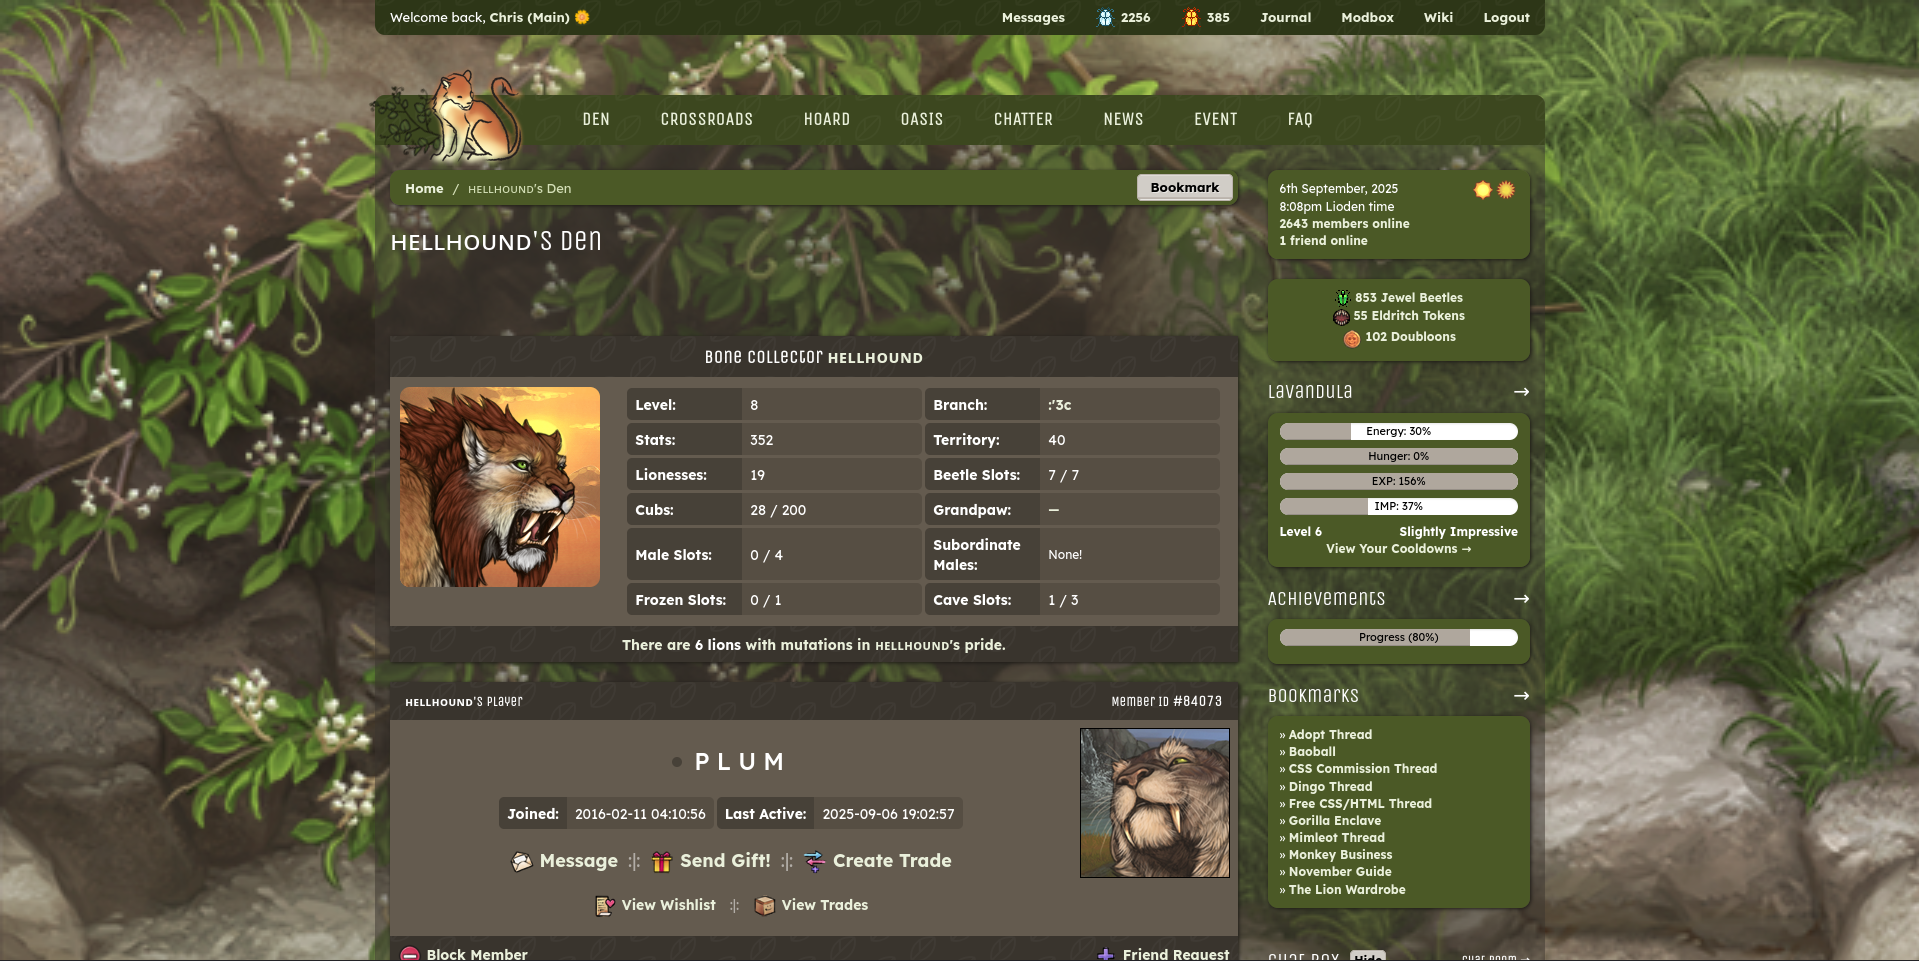 Welcome back, Chris (Main)
Messages 2256 385 Journal Modbox Wiki Logout
DEN CROSSROADS HOARD OASIS CHATTER NEWS EVENT FAQ
Home / HELLHOUND's Den
Bookmark
HELLHOUND's Den
Bone Collector HELLHOUND
Level: 8 Branch: :'3c
Stats: 352 Territory: 40
Lionesses: 19 Beetle Slots: 7 / 7
Cubs: 28 / 200 Grandpaw: —
Male Slots: 0 / 4 Subordinate Males: None!
Frozen Slots: 0 / 1 Cave Slots: 1 / 3
There are 6 lions with mutations in HELLHOUND's pride.
HELLHOUND's Player Member ID #84073
• PLUM
Joined: 2016-02-11 04:10:56 Last Active: 2025-09-06 19:02:57
Message :|: Send Gift! :|: Create Trade
View Wishlist :|: View Trades
Block Member Friend Request
6th September, 2025
8:08pm Lioden time
2643 members online
1 friend online
853 Jewel Beetles
55 Eldritch Tokens
102 Doubloons
Lavandula →
Energy: 30%
Hunger: 0%
EXP: 156%
IMP: 37%
Level 6 Slightly Impressive
View Your Cooldowns →
Achievements →
Progress (80%)
Bookmarks →
» Adopt Thread
» Baoball
» CSS Commission Thread
» Dingo Thread
» Free CSS/HTML Thread
» Gorilla Enclave
» Mimleot Thread
» Monkey Business
» November Guide
» The Lion Wardrobe
Chat Box Hide Chat Room →